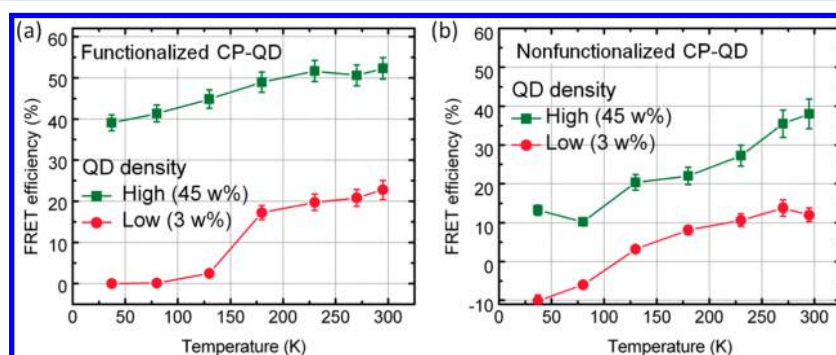 (a)
Functionalized CP-QD
QD density
High (45 w%)
Low (3 w%)
FRET efficiency (%)
60
50
40
30
20
10
0
0 50 100 150 200 250 300
Temperature (K)
(b)
Nonfunctionalized CP-QD
QD density
High (45 w%)
Low (3 w%)
FRET efficiency (%)
60
50
40
30
20
10
0
-10
0 50 100 150 200 250 300
Temperature (K)